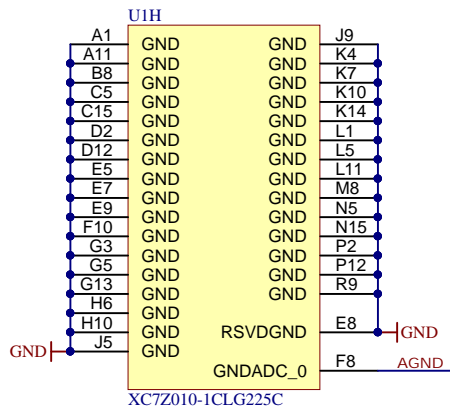 U1H
A1 GND GND J9
A11 GND GND K4
B8 GND GND K7
C5 GND GND K10
C15 GND GND K14
D2 GND GND L1
D12 GND GND L5
E5 GND GND L11
E7 GND GND M8
E9 GND GND N5
F10 GND GND N15
G3 GND GND P2
G5 GND GND P12
G13 GND GND R9
H6 GND
H10 GND RSVDGND E8 GND
GND J5 GND
GNDADC_0 F8 AGND
XC7Z010-1CLG225C